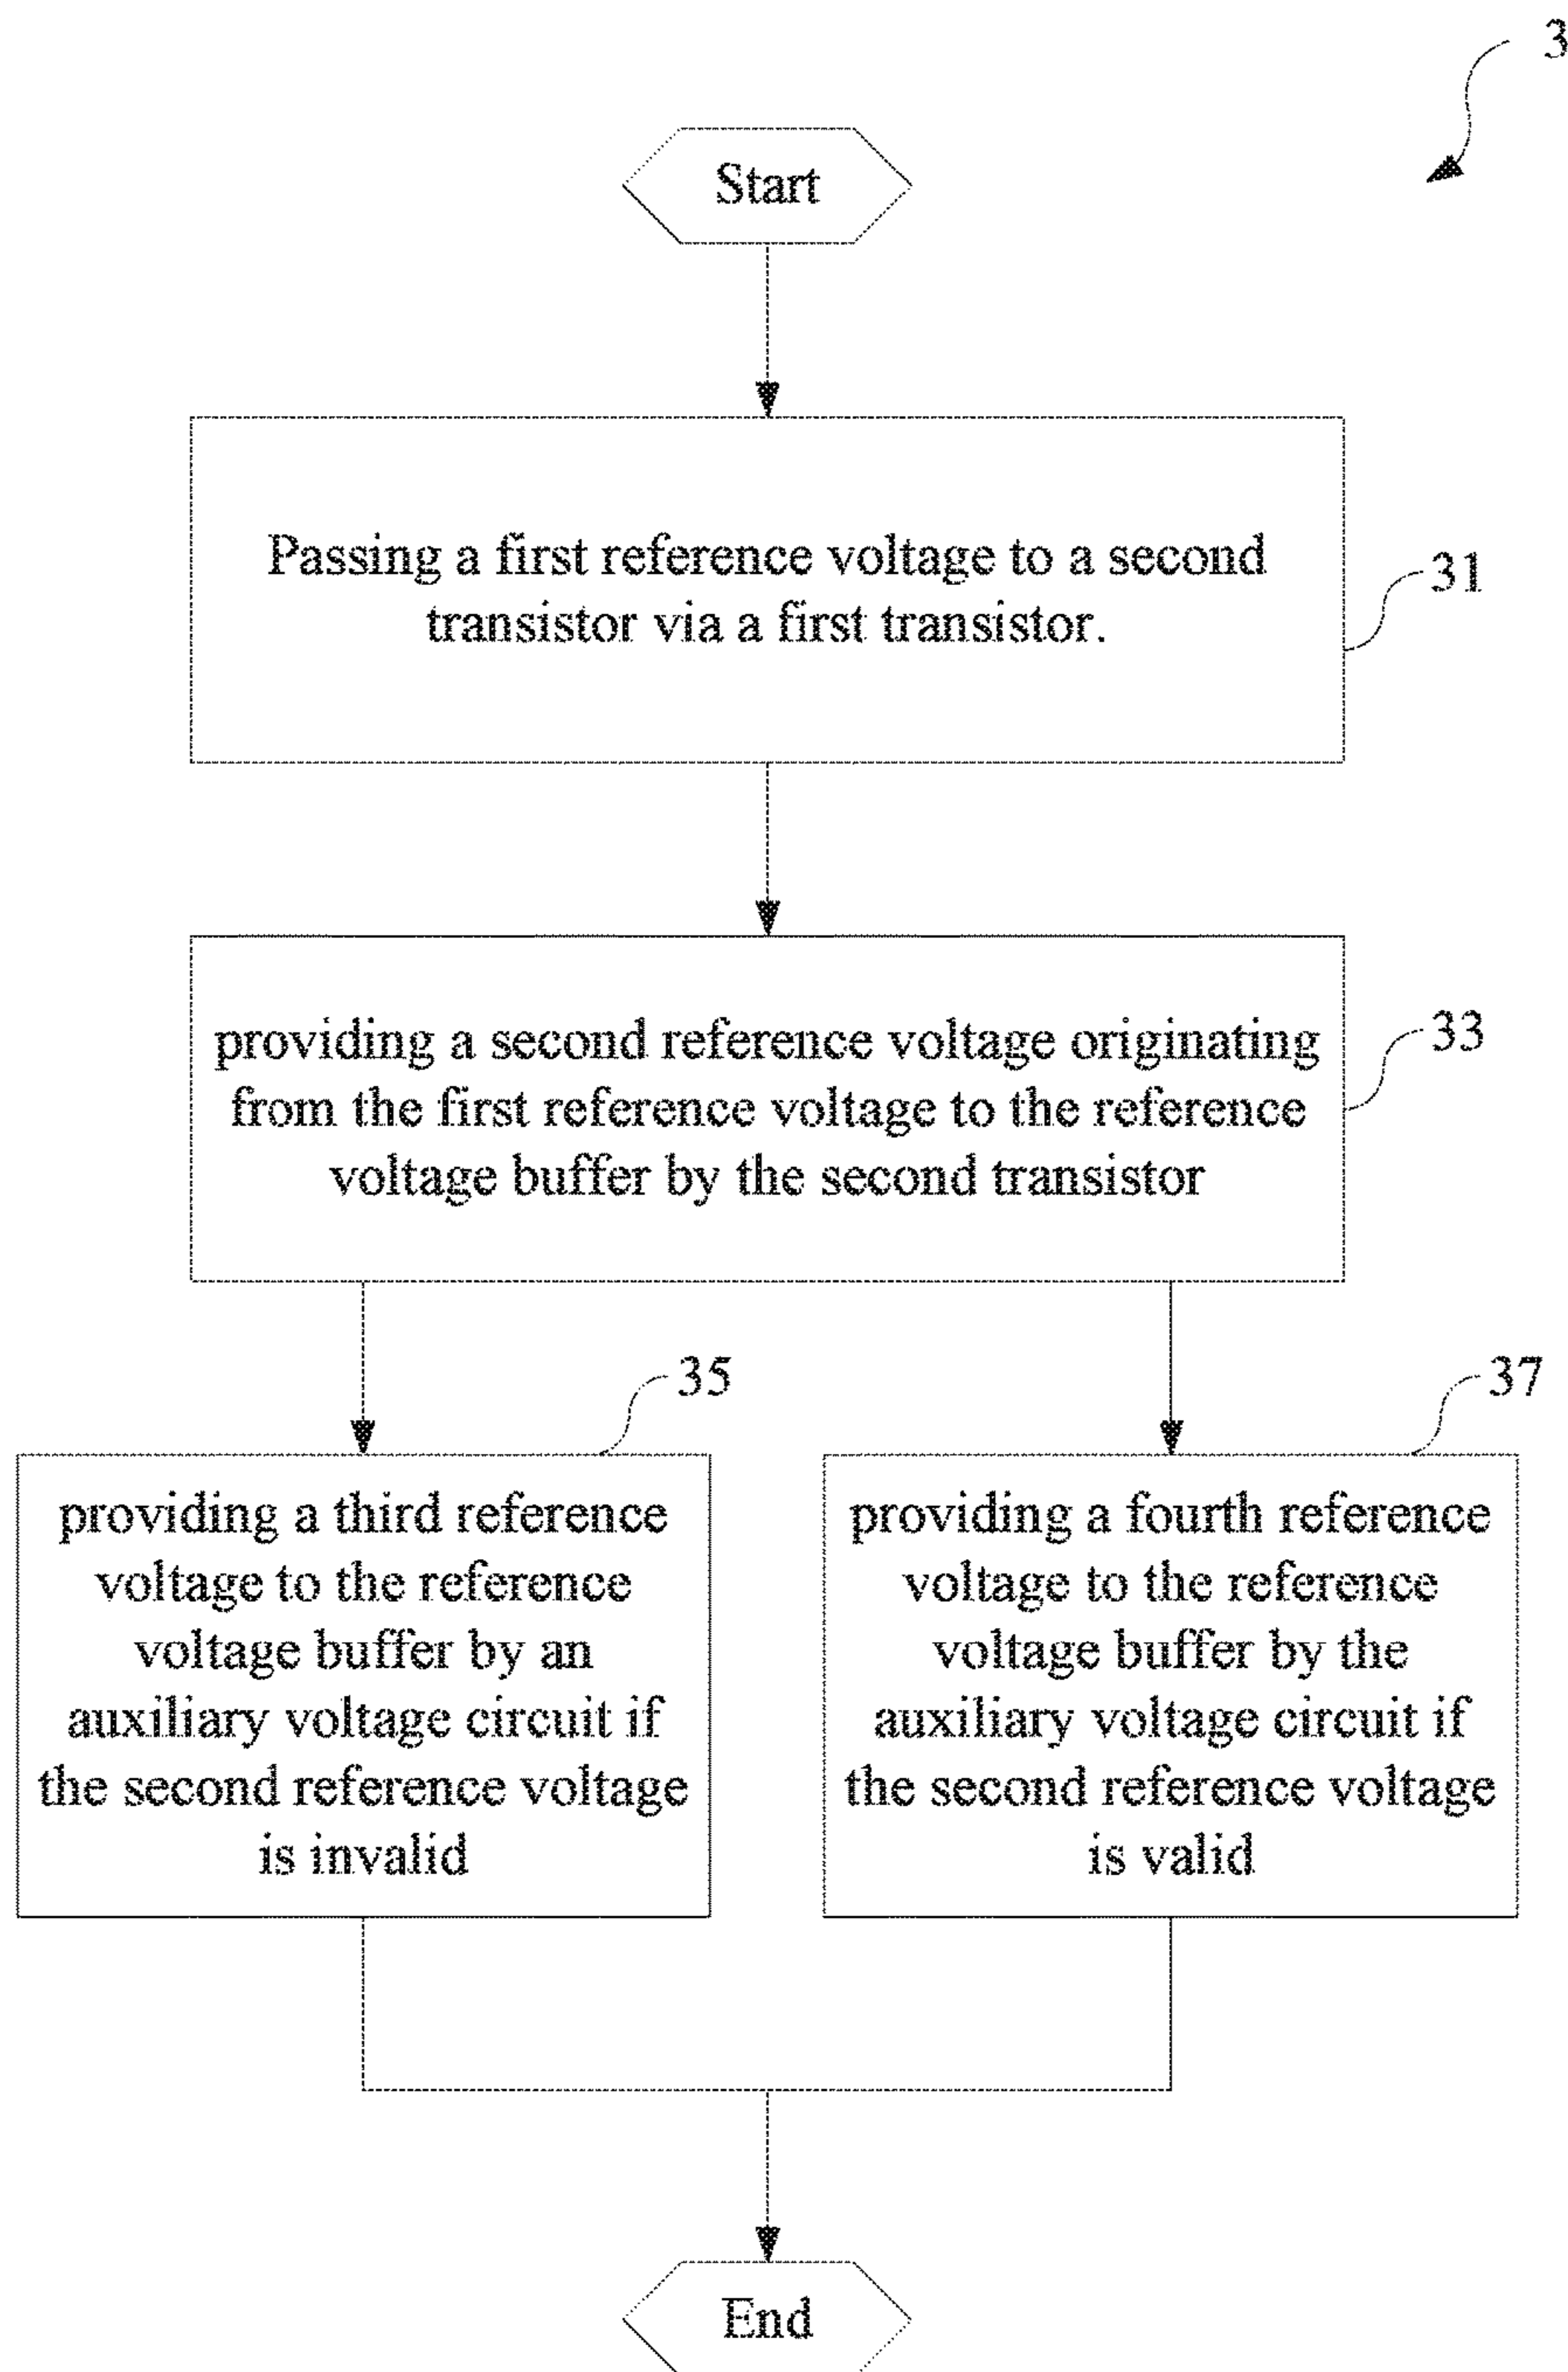 3
Start
Passing a first reference voltage to a second
transistor via a first transistor.
31
providing a second reference voltage originating
from the first reference voltage to the reference
voltage buffer by the second transistor
33
35
providing a third reference
voltage to the reference
voltage buffer by an
auxiliary voltage circuit if
the second reference voltage
is invalid
37
providing a fourth reference
voltage to the reference
voltage buffer by the
auxiliary voltage circuit if
the second reference voltage
is valid
End